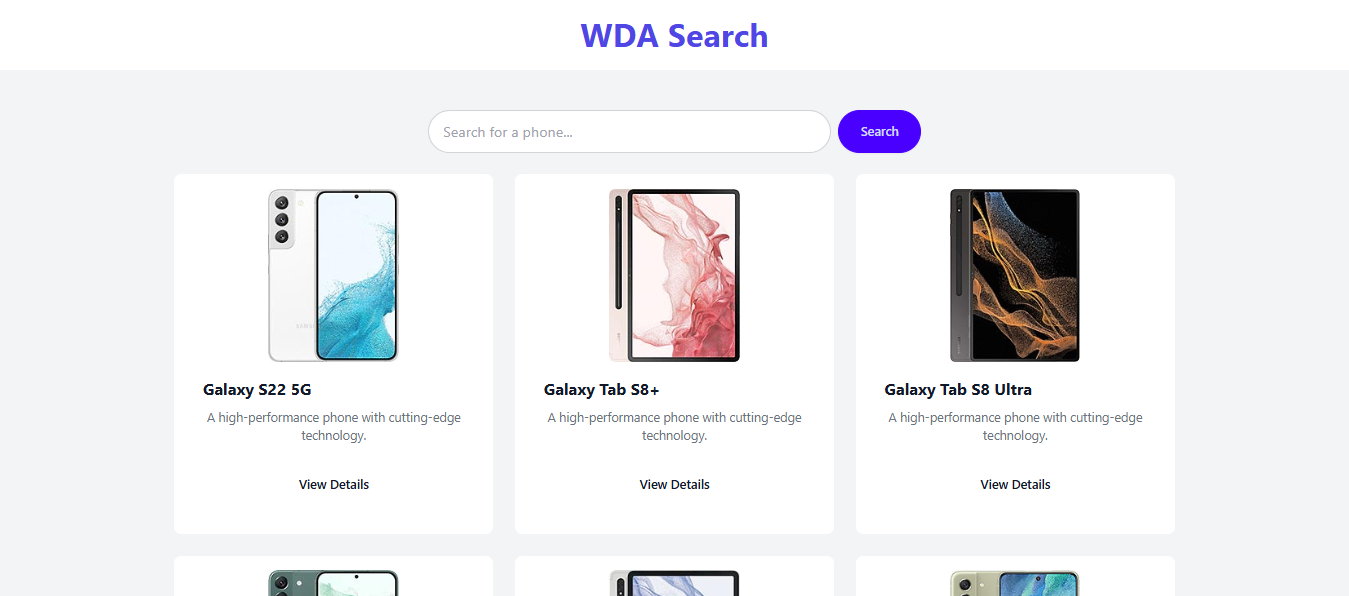 WDA Search
Search for a phone...
Search
Galaxy S22 5G
A high-performance phone with cutting-edge
technology.
View Details
Galaxy Tab S8+
A high-performance phone with cutting-edge
technology.
View Details
Galaxy Tab S8 Ultra
A high-performance phone with cutting-edge
technology.
View Details